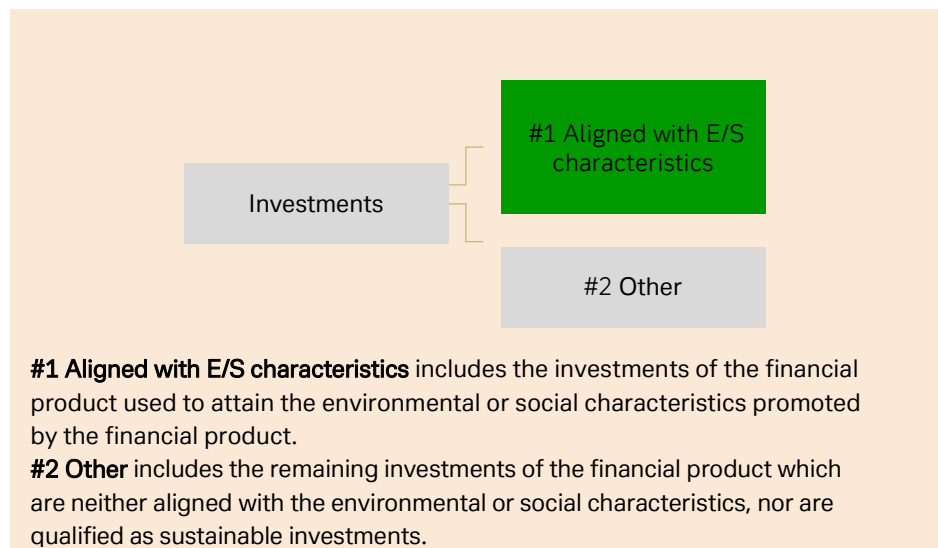 #1 Aligned with E/S
characteristics
Investments
#2 Other
#1 Aligned with E/S characteristics includes the investments of the financial
product used to attain the environmental or social characteristics promoted
by the financial product.
#2 Other includes the remaining investments of the financial product which
are neither aligned with the environmental or social characteristics, nor are
qualified as sustainable investments.